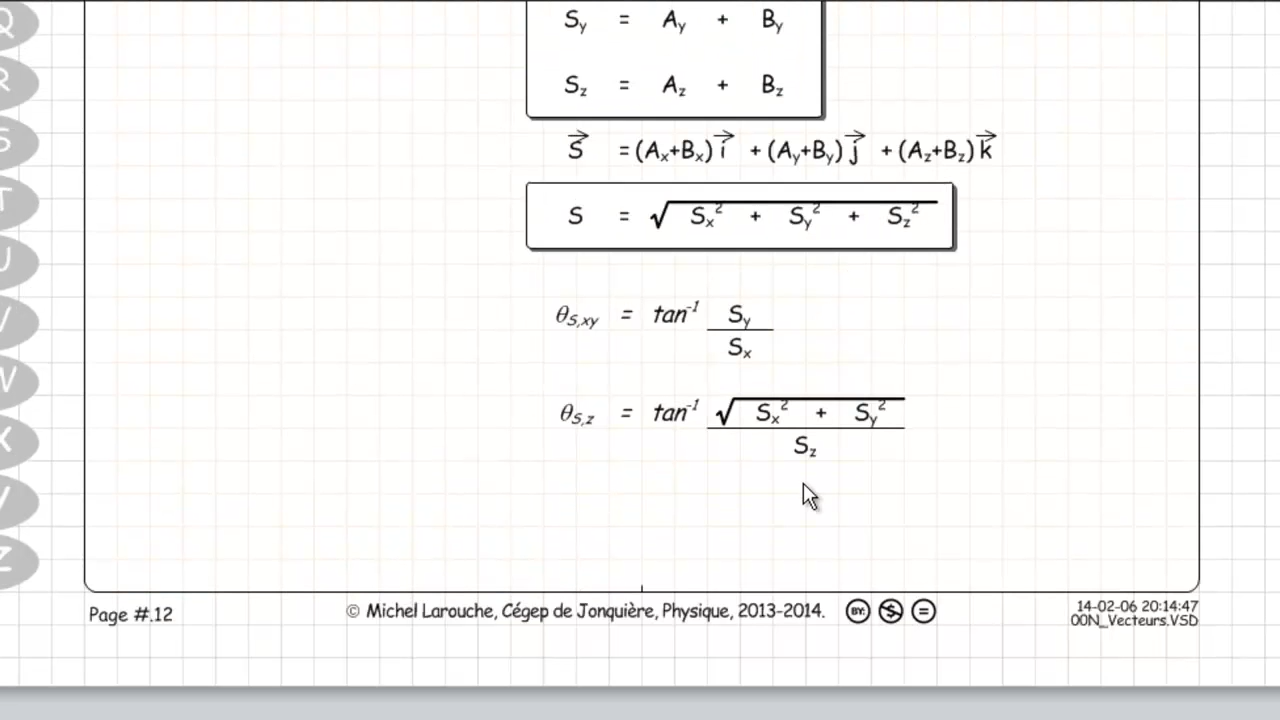 Q
R
S
T
U
V
W
X
Y
Z
Sy = Ay + By
Sz = Az + Bz
S⃗ = (Ax+Bx) i⃗ + (Ay+By) j⃗ + (Az+Bz) k⃗
S = √ Sx² + Sy² + Sz²
θS,xy = tan⁻¹ Sy
Sx
θS,z = tan⁻¹ √ Sx² + Sy²
Sz
Page #.12
© Michel Larouche, Cégep de Jonquière, Physique, 2013-2014.
BY: $ =
14-02-06 20:14:47
00N_Vecteurs.VSD